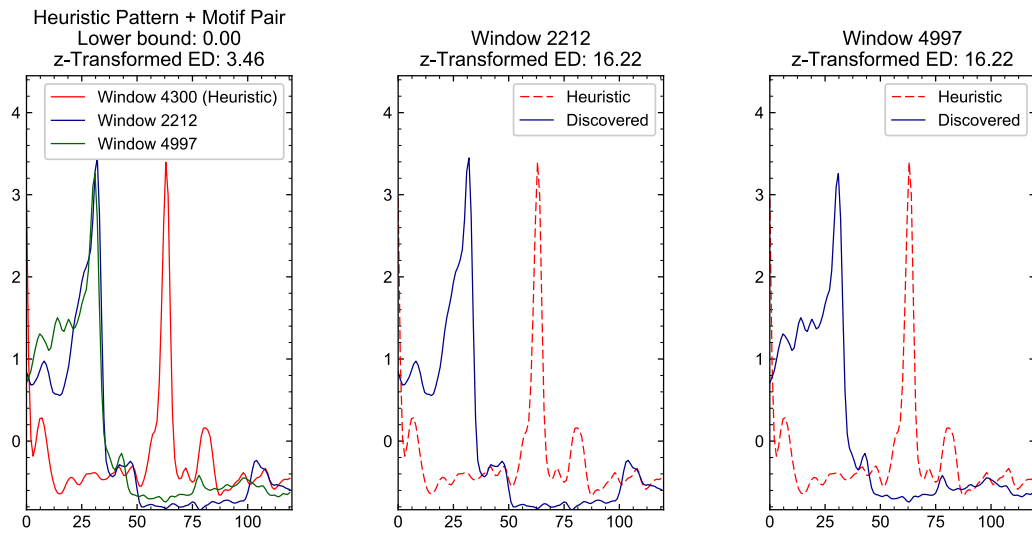 Heuristic Pattern + Motif Pair
Lower bound: 0.00
z-Transformed ED: 3.46
Window 4300 (Heuristic)
Window 2212
Window 4997
4
3
2
1
0
0 25 50 75 100
Window 2212
z-Transformed ED: 16.22
Heuristic
Discovered
4
3
2
1
0
0 25 50 75 100
Window 4997
z-Transformed ED: 16.22
Heuristic
Discovered
4
3
2
1
0
0 25 50 75 100